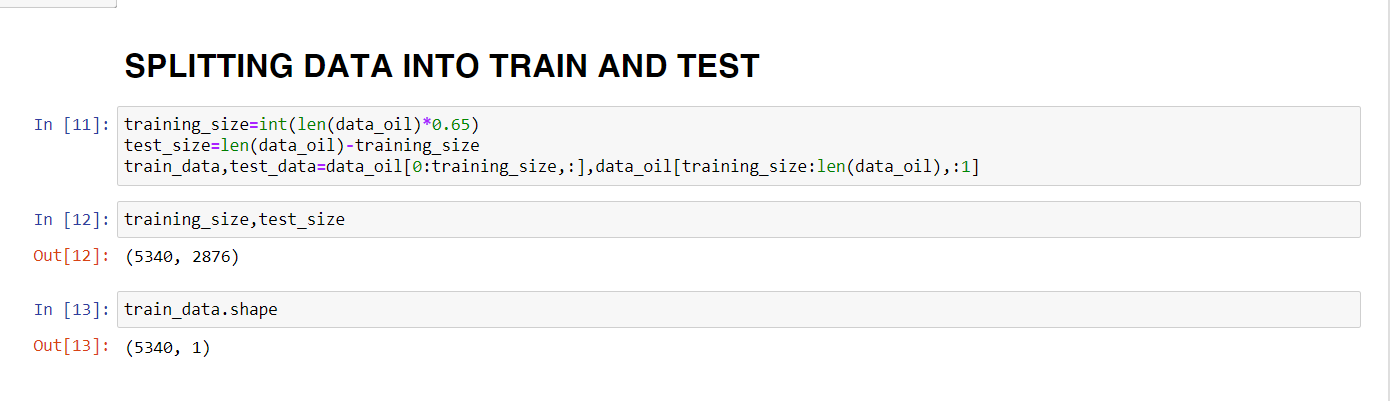 SPLITTING DATA INTO TRAIN AND TEST
In [11]: training_size=int(len(data_oil)*0.65)
test_size=len(data_oil)-training_size
train_data,test_data=data_oil[0:training_size,:],data_oil[training_size:len(data_oil),:1]
In [12]: training_size,test_size
Out[12]: (5340, 2876)
In [13]: train_data.shape
Out[13]: (5340, 1)